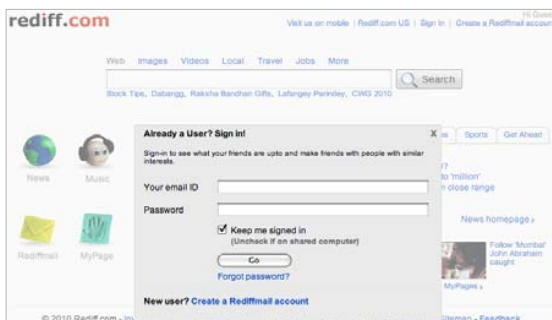 rediff.com
Hi Gues
Visit us on mobile | Rediff.com US | Sign In | Create a Rediffmail accoun
Web Images Videos Local Travel Jobs More
Search
Stock Tips, Dabangg, Raksha Bandhan Gifts, Lafangey Parindey, CWG 2010
Already a User? Sign in! X
Sign-in to see what your friends are upto and make friends with people with similar
interests.
Your email ID
Password
Keep me signed in
(Uncheck if on shared computer)
Go
Forgot password?
New user? Create a Rediffmail account
News Music
Rediffmail MyPage
Sports Get Ahead
to 'million'
close range
News homepage
Follow 'Mumbai'
John Abraham
caught
MyPages
© 2010 Rediff.com - Sitemap - Feedback